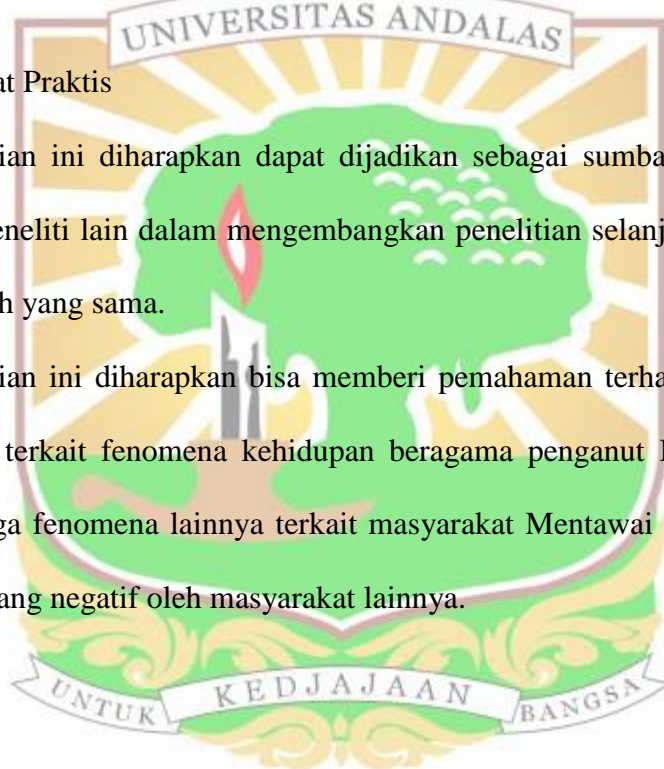 UNIVERSITAS ANDALAS
at Praktis
ian ini diharapkan dapat dijadikan sebagai sumba
eneliti lain dalam mengembangkan penelitian selanj
h yang sama.
ian ini diharapkan bisa memberi pemahaman terha
terkait fenomena kehidupan beragama penganut
ga fenomena lainnya terkait masyarakat Mentawai
ang negatif oleh masyarakat lainnya.
UNTUK KEDJAJAAN BANGSA